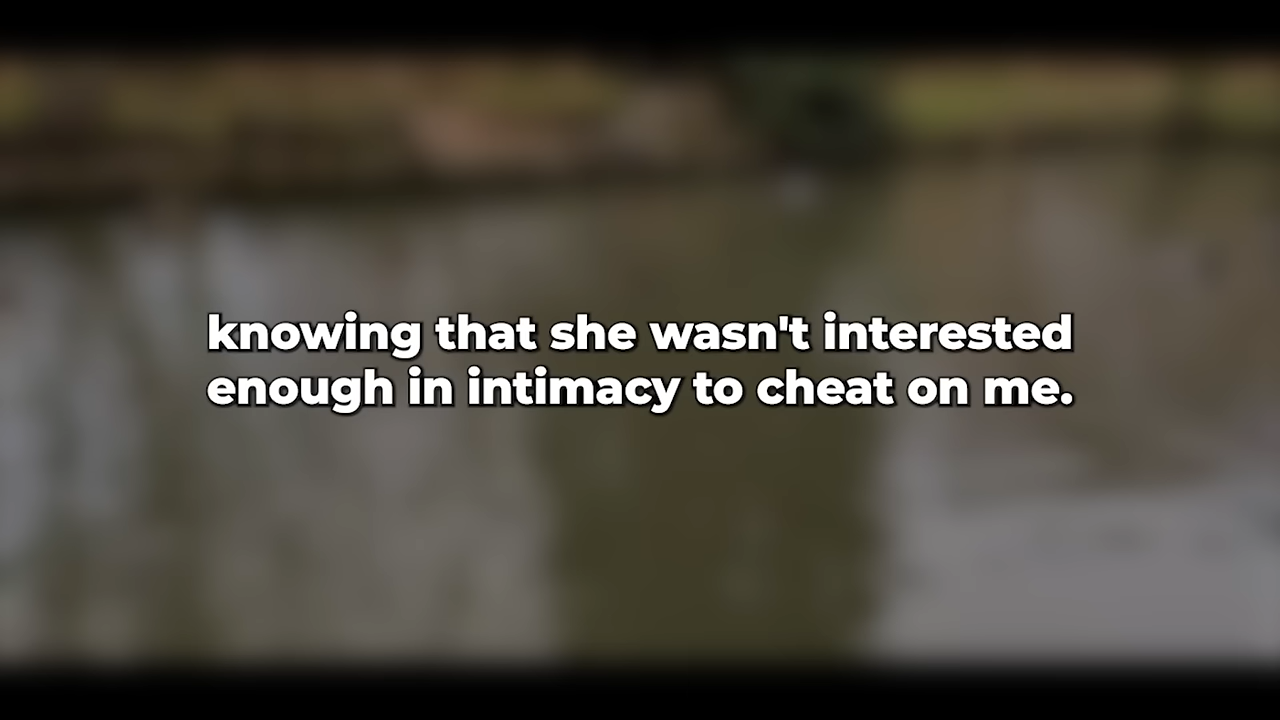 knowing that she wasn't interested
enough in intimacy to cheat on me.